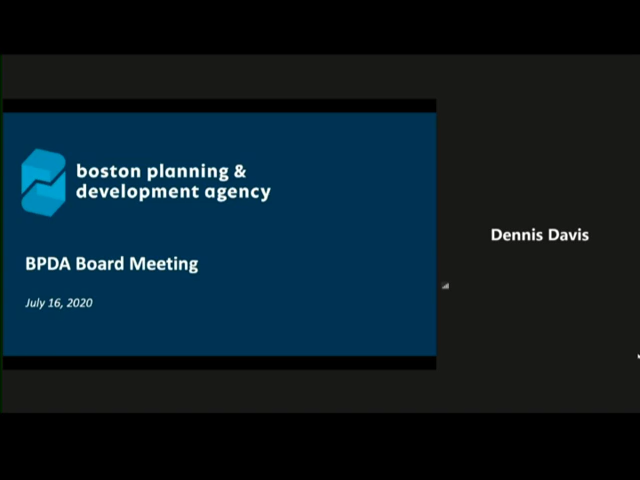 boston planning &
development agency
BPDA Board Meeting
July 16, 2020
Dennis Davis